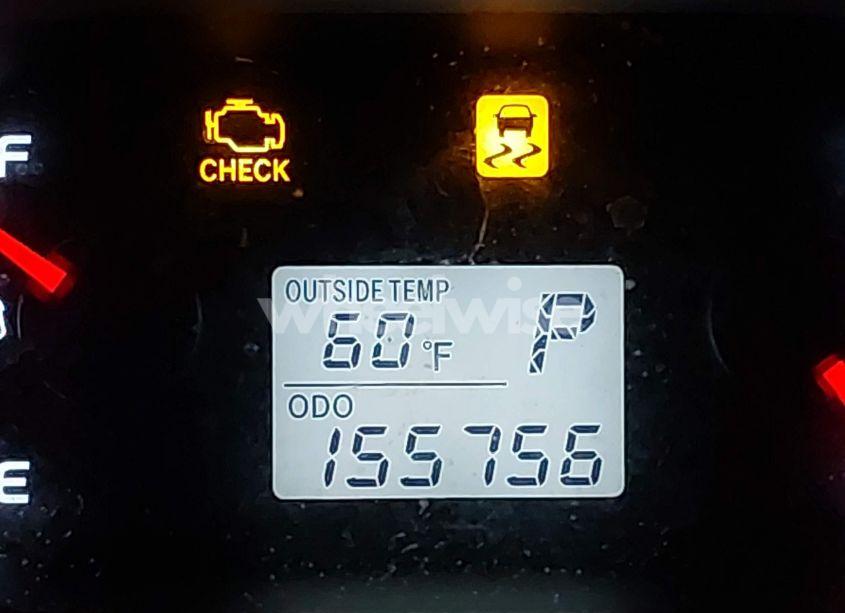 F
CHECK
OUTSIDE TEMP
60°F P
ODO
155756
E